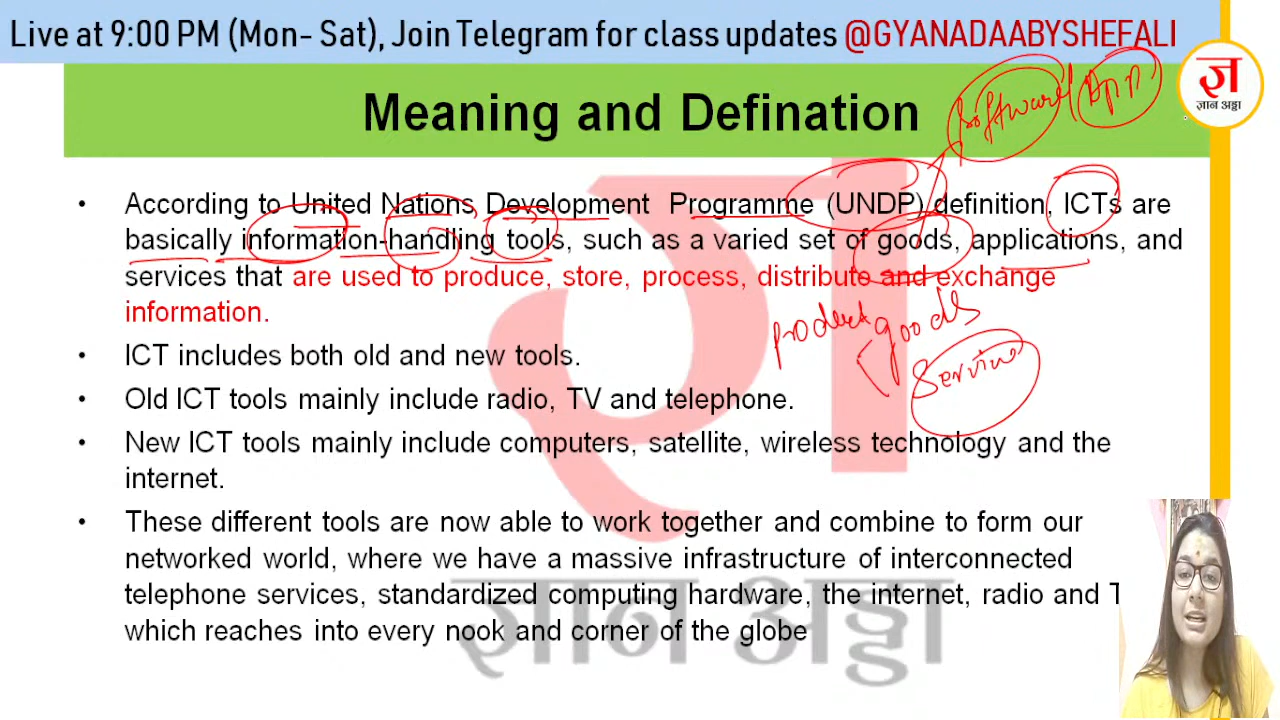 Live at 9:00 PM (Mon- Sat), Join Telegram for class updates @GYANADAABYSHEFALI
Meaning and Defination
software / App
ज्ञ
ज्ञान अड्डा
• According to United Nations Development Programme (UNDP) definition, ICTs are
basically information-handling tools, such as a varied set of goods, applications, and
services that are used to produce, store, process, distribute and exchange
information.
product goods
service
• ICT includes both old and new tools.
• Old ICT tools mainly include radio, TV and telephone.
• New ICT tools mainly include computers, satellite, wireless technology and the
internet.
• These different tools are now able to work together and combine to form our
networked world, where we have a massive infrastructure of interconnected
telephone services, standardized computing hardware, the internet, radio and T
which reaches into every nook and corner of the globe
ज्ञ
ज्ञान अड्डा